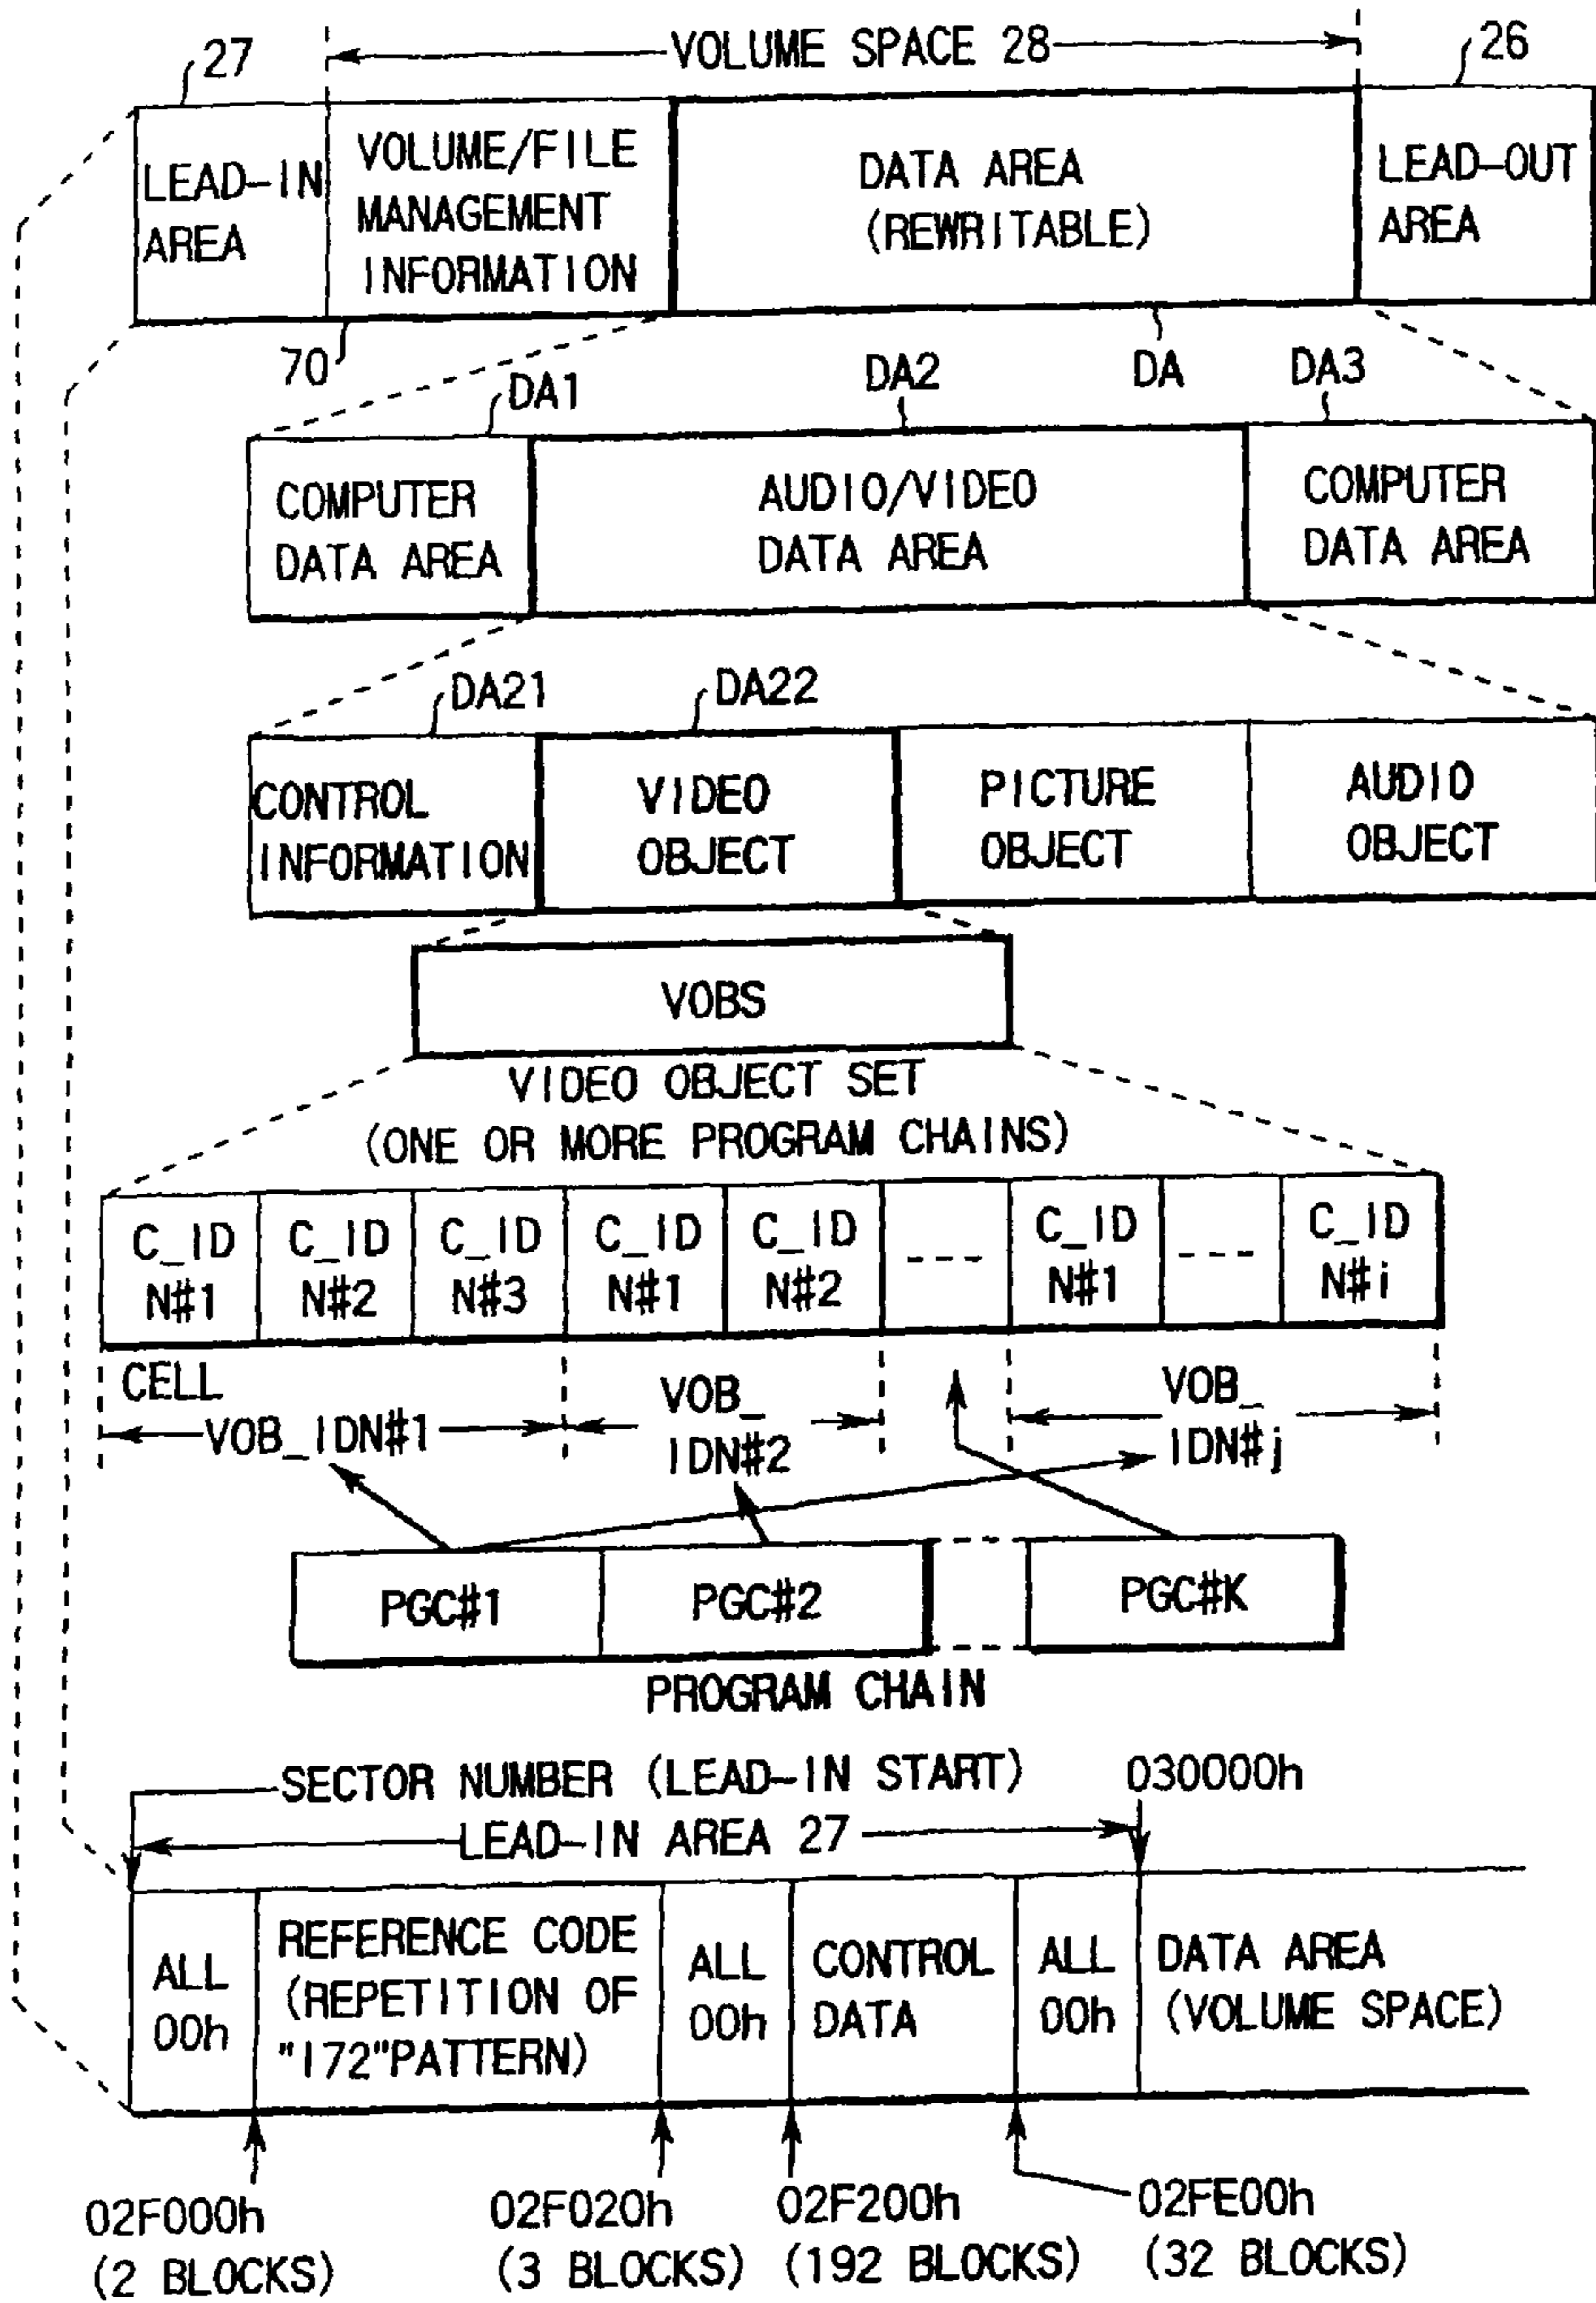 27
VOLUME SPACE 28
26
LEAD-IN
AREA
VOLUME/FILE
MANAGEMENT
INFORMATION
DATA AREA
(REWRITABLE)
LEAD-OUT
AREA
70
DA1
DA2
DA
DA3
COMPUTER
DATA AREA
AUDIO/VIDEO
DATA AREA
COMPUTER
DATA AREA
DA21
DA22
CONTROL
INFORMATION
VIDEO
OBJECT
PICTURE
OBJECT
AUDIO
OBJECT
VOBS
VIDEO OBJECT SET
(ONE OR MORE PROGRAM CHAINS)
C_ID
N#1
C_ID
N#2
C_ID
N#3
C_ID
N#1
C_ID
N#2
----
C_ID
N#1
----
C_ID
N#i
CELL
VOB_IDN#1
VOB_
IDN#2
VOB_
IDN#j
PGC#1
PGC#2
PGC#K
PROGRAM CHAIN
SECTOR NUMBER (LEAD-IN START)
030000h
LEAD-IN AREA 27
ALL
00h
REFERENCE CODE
(REPETITION OF
"172"PATTERN)
ALL
00h
CONTROL
DATA
ALL
00h
DATA AREA
(VOLUME SPACE)
02F000h
(2 BLOCKS)
02F020h
(3 BLOCKS)
02F200h
(192 BLOCKS)
02FE00h
(32 BLOCKS)